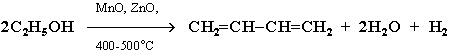 MnO, ZnO,
2C₂H₅OH ⟶ CH₂=CH–CH=CH₂ + 2H₂O + H₂
400-500°C